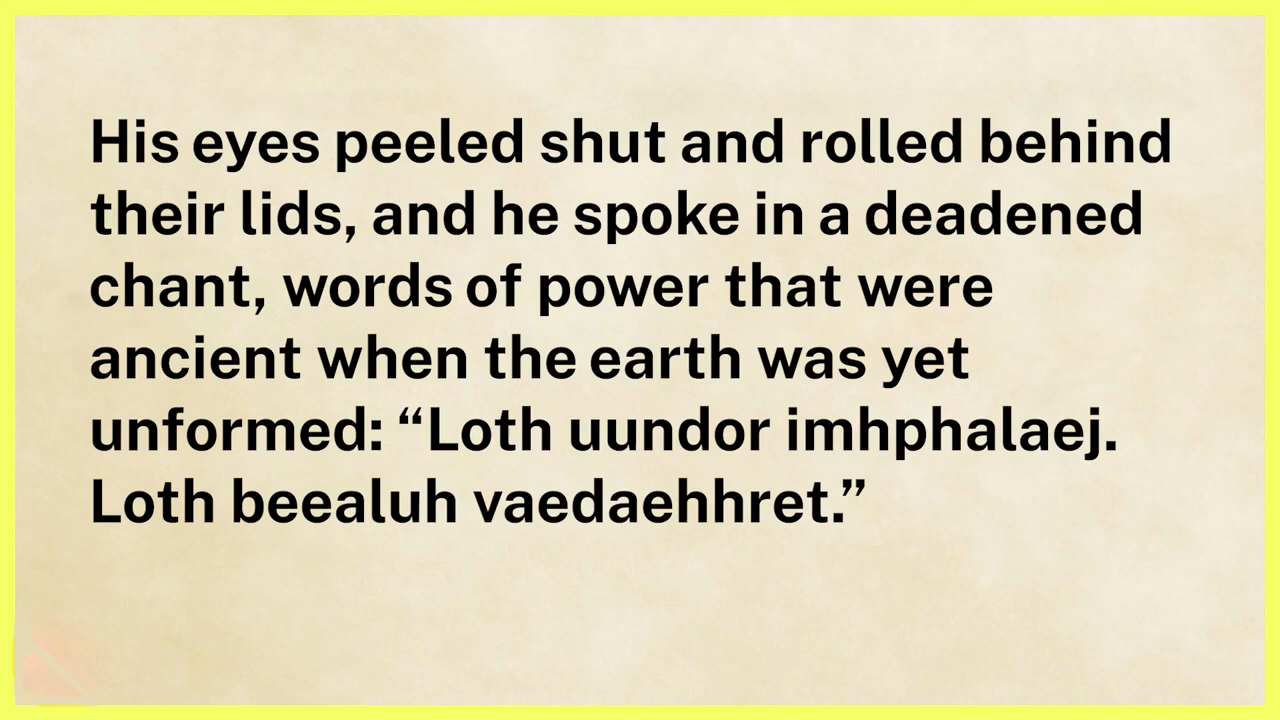 His eyes peeled shut and rolled behind
their lids, and he spoke in a deadened
chant, words of power that were
ancient when the earth was yet
unformed: “Loth uundor imhphalaej.
Loth beealuh vaedaehhret.”